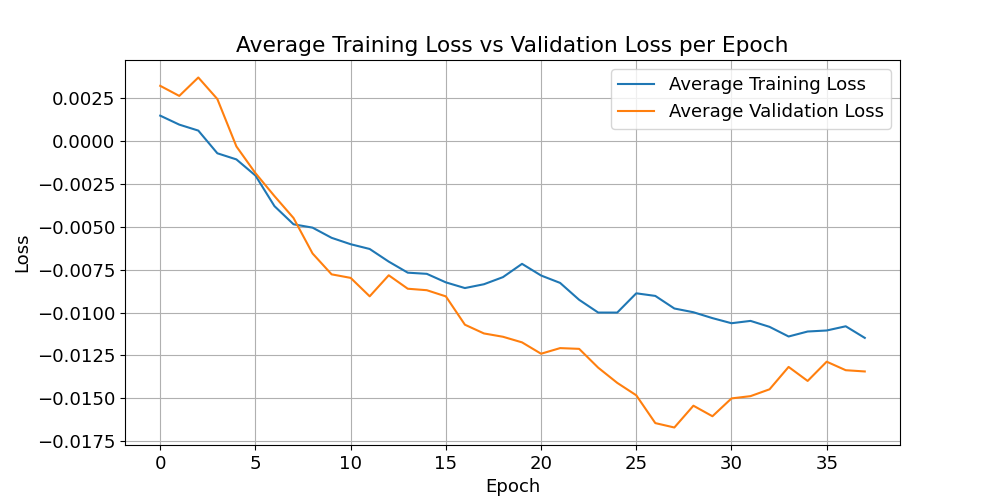 Average Training Loss vs Validation Loss per Epoch
Average Training Loss
Average Validation Loss
0.0025
0.0000
−0.0025
−0.0050
−0.0075
−0.0100
−0.0125
−0.0150
−0.0175
Loss
0 5 10 15 20 25 30 35
Epoch